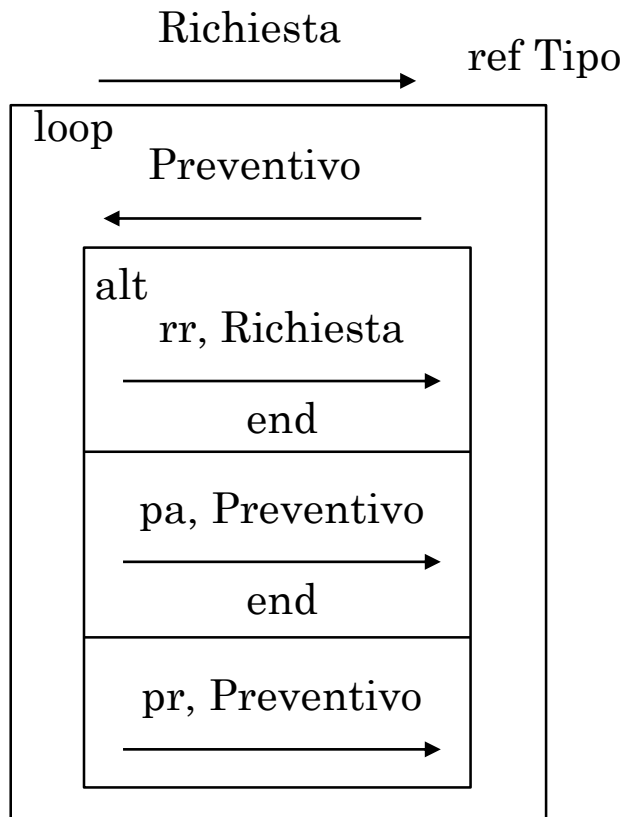 Richiesta
ref Tipo
loop
Preventivo
alt
rr, Richiesta
end
pa, Preventivo
end
pr, Preventivo